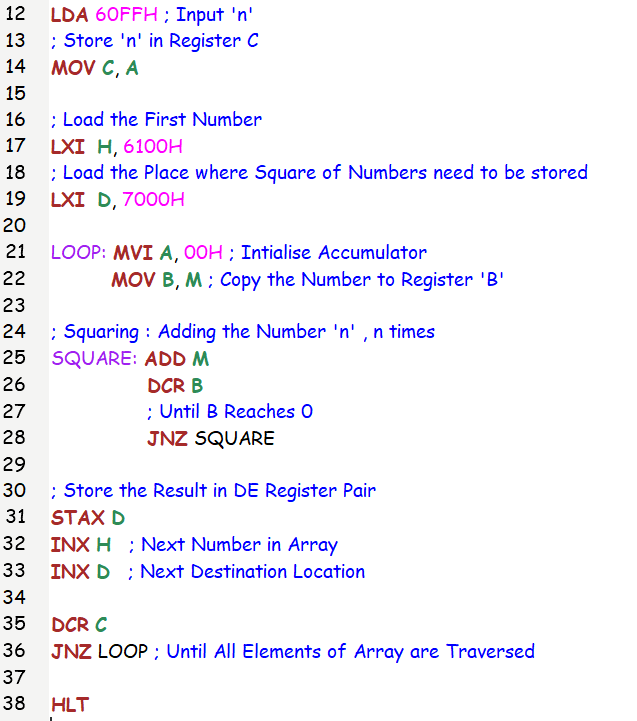 12 LDA 60FFH ; Input 'n'
13 ; Store 'n' in Register C
14 MOV C, A
15
16 ; Load the First Number
17 LXI H, 6100H
18 ; Load the Place where Square of Numbers need to be stored
19 LXI D, 7000H
20
21 LOOP: MVI A, 00H ; Intialise Accumulator
22 MOV B, M ; Copy the Number to Register 'B'
23
24 ; Squaring : Adding the Number 'n' , n times
25 SQUARE: ADD M
26 DCR B
27 ; Until B Reaches 0
28 JNZ SQUARE
29
30 ; Store the Result in DE Register Pair
31 STAX D
32 INX H ; Next Number in Array
33 INX D ; Next Destination Location
34
35 DCR C
36 JNZ LOOP ; Until All Elements of Array are Traversed
37
38 HLT